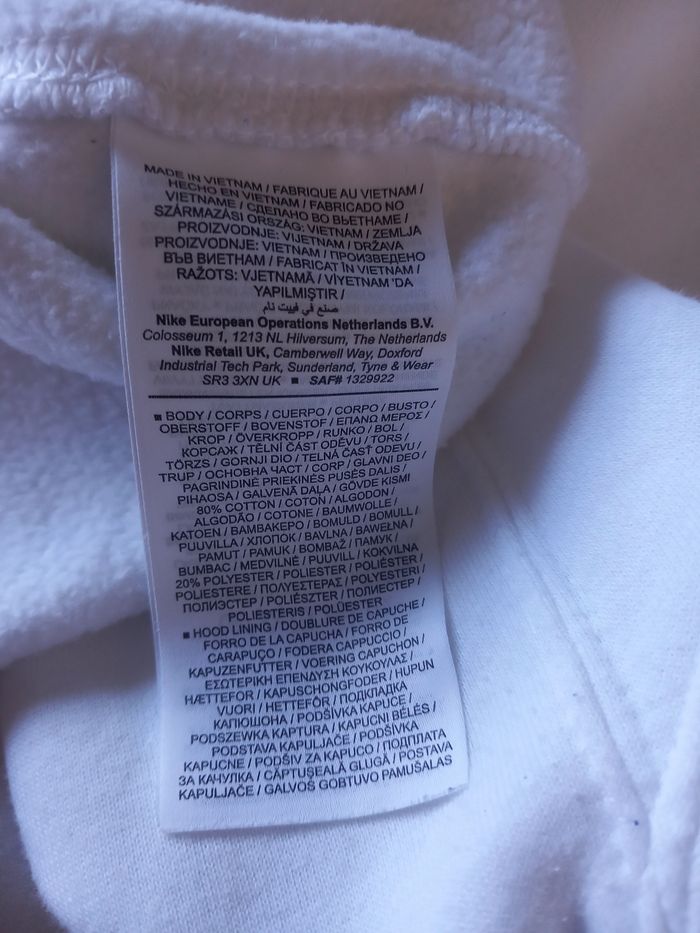 MADE IN VIETNAM / FABRIQUE AU VIETNAM /
HECHO EN VIETNAM / FABRICADO NO
VIETNAME / СДЕЛАНО ВО ВЬЕТНАМЕ /
SZÁRMAZÁSI ORSZÁG: VIETNAM / ZEMLJA
PROIZVODNJE: VIJETNAM / DRŽAVA
PROIZVODNJE: VIETNAM / ПРОИЗВЕДЕНО
ВЪВ ВИЕТНАМ / FABRICAT ÎN VIETNAM /
RAŽOTS: VJETNAMĀ / VİYETNAM 'DA
YAPILMIŞTIR /
صنع في فييت نام
Nike European Operations Netherlands B.V.
Colosseum 1, 1213 NL Hilversum, The Netherlands
Nike Retail UK, Camberwell Way, Doxford
Industrial Tech Park, Sunderland, Tyne & Wear
SR3 3XN UK ■ SAF# 1329922
■ BODY / CORPS / CUERPO / CORPO / BUSTO /
OBERSTOFF / BOVENSTOF / ΕΠΑΝΩ ΜΕΡΟΣ /
KROP / ÖVERKROPP / RUNKO / BOL /
КОРСАЖ / TĚLNÍ ČÁST ODĚVU / TORS /
TÖRZS / GORNJI DIO / TELNÁ ČASŤ ODEVU /
TRUP / ОСНОВНА ЧАСТ / CORP / GLAVNI DEO /
PAGRINDINĖ PRIEKINĖS PUSĖS DALIS /
PIHAOSA / GALVENĀ DAĻA / GÖVDE KISMI
80% COTTON / COTON / ALGODON /
ALGODÃO / COTONE / BAUMWOLLE /
KATOEN / ΒΑΜΒΑΚΕΡΟ / BOMULD / BOMULL /
PUUVILLA / ХЛОПОК / BAVLNA / BAWEŁNA /
PAMUT / PAMUK / BOMBAŽ / ПАМУК /
BUMBAC / MEDVILNĖ / PUUVILL / KOKVILNA
20% POLYESTER / POLIESTER / POLIÉSTER /
POLIESTERE / ΠΟΛΥΕΣΤΕΡΑΣ / POLYESTERI /
ПОЛИЭСТЕР / POLIÉSZTER / ПОЛИЕСТЕР /
POLIESTERIS / POLÜESTER
■ HOOD LINING / DOUBLURE DE CAPUCHE /
FORRO DE LA CAPUCHA / FORRO DE
CARAPUÇO / FODERA CAPPUCCIO /
KAPUZENFUTTER / VOERING CAPUCHON /
ΕΣΩΤΕΡΙΚΗ ΕΠΕΝΔΥΣΗ ΚΟΥΚΟΥΛΑΣ /
HÆTTEFOR / KAPUSCHONGFODER / HUPUN
VUORI / HETTEFÔR / ПОДКЛАДКА
КАПЮШОНА / PODŠÍVKA KAPUCE /
PODSZEWKA KAPTURA / KAPUCNI BÉLÉS /
PODSTAVA KAPULJAČE / PODŠÍVKA
KAPUCNE / PODŠIV ZA KAPUCO / ПОДПЛАТА
ЗА КАЧУЛКА / CĂPTUŞEALĂ GLUGĂ / POSTAVA
KAPULJAČE / GALVOS GOBTUVO PAMUŠALAS